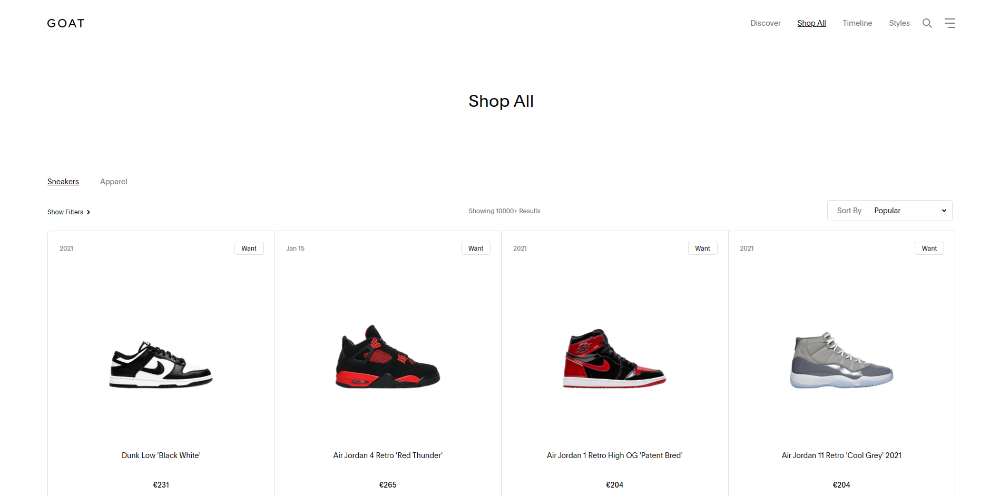 GOAT
Discover Shop All Timeline Styles
Shop All
Sneakers Apparel
Show Filters Showing 10000+ Results Sort By Popular
2021 Want Jan 15 Want 2021 Want 2021 Want
Dunk Low 'Black White' Air Jordan 4 Retro 'Red Thunder' Air Jordan 1 Retro High OG 'Patent Bred' Air Jordan 11 Retro 'Cool Grey' 2021
€231 €265 €204 €204